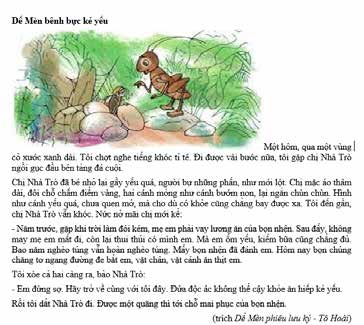 Dế Mèn bênh bực kẻ yếu
Một hôm, qua một vùng
cỏ xước xanh dài. Tôi chợt nghe tiếng khóc tỉ tê. Đi được vài bước nữa, tôi gặp chị Nhà Trò
ngồi gục đầu bên tảng đá cuội.
Chị Nhà Trò đã bé nhỏ lại gầy yếu quá, người bự những phấn, như mới lột. Chị mặc áo thâm
dài, đôi chỗ chấm điểm vàng, hai cánh mỏng như cánh bướm non, lại ngắn chùn chùn. Hình
như cánh yếu quá, chưa quen mở, mà cho dù có khỏe cũng chẳng bay được xa. Tôi đến gần,
chị Nhà Trò vẫn khóc. Nức nở mãi chị mới kể:
- Năm trước, gặp khi trời làm đói kém, mẹ em phải vay lương ăn của bọn nhện. Sau đấy, không
may mẹ em mất đi, còn lại thui thủi có mình em. Mà em ốm yếu, kiếm bữa cũng chẳng đủ.
Bao năm nghèo túng vẫn hoàn nghèo túng. Mấy bọn nhện đã đánh em. Hôm nay bọn chúng
chăng tơ ngang đường đe bắt em, vặt chân, vặt cánh ăn thịt em.
Tôi xòe cả hai càng ra, bảo Nhà Trò:
- Em đừng sợ. Hãy trở về cùng với tôi đây. Đứa độc ác không thể cậy khỏe ăn hiếp kẻ yếu.
Rồi tôi dắt Nhà Trò đi. Được một quãng thì tới chỗ mai phục của bọn nhện.
(trích Dế Mèn phiêu lưu ký - Tô Hoài)